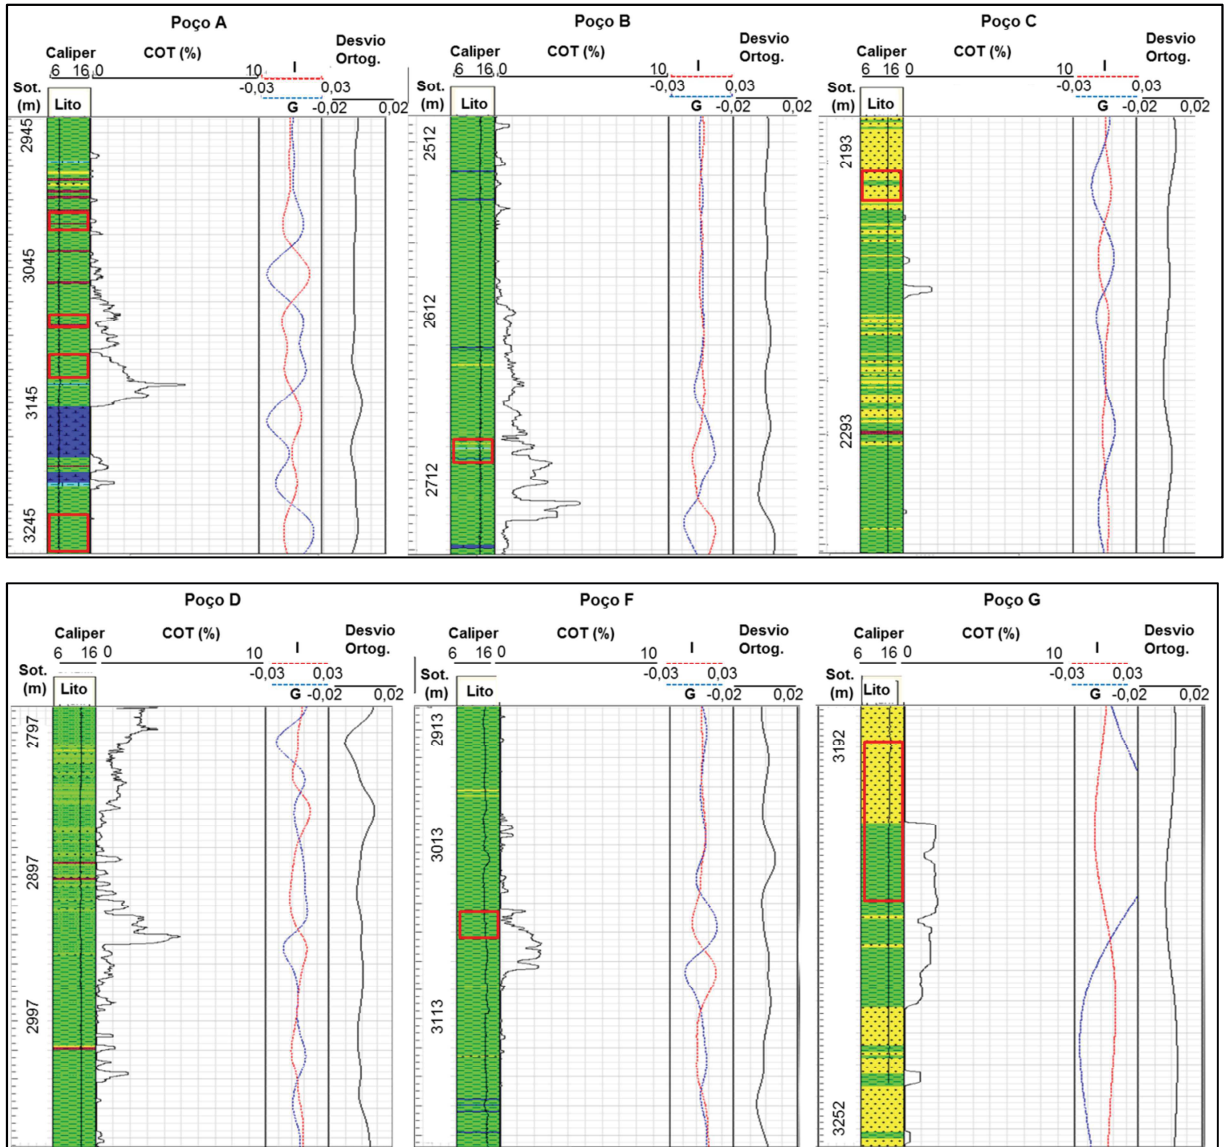 Poço A
Caliper
COT (%)
I
Desvio
Ortog.
6 16 0
10
-0,03 0,03
Sot.
(m)
Lito
G
-0,02 0,02
2945
3045
3145
3245
Poço B
Caliper
COT (%)
I
Desvio
Ortog.
6 16 0
10
-0,03 0,03
Sot.
(m)
Lito
G
-0,02 0,02
2512
2612
2712
Poço C
Caliper
COT (%)
I
Desvio
Ortog.
6 16 0
10
-0,03 0,03
Sot.
(m)
Lito
G
-0,02 0,02
2193
2293
Poço D
Caliper
COT (%)
I
Desvio
Ortog.
6 16 0
10
-0,03 0,03
Sot.
(m)
Lito
G
-0,02 0,02
2797
2897
2997
Poço F
Caliper
COT (%)
I
Desvio
Ortog.
6 16 0
10
-0,03 0,03
Sot.
(m)
Lito
G
-0,02 0,02
2913
3013
3113
Poço G
Caliper
COT (%)
I
Desvio
Ortog.
6 16 0
10
-0,03 0,03
Sot.
(m)
Lito
G
-0,02 0,02
3192
3252